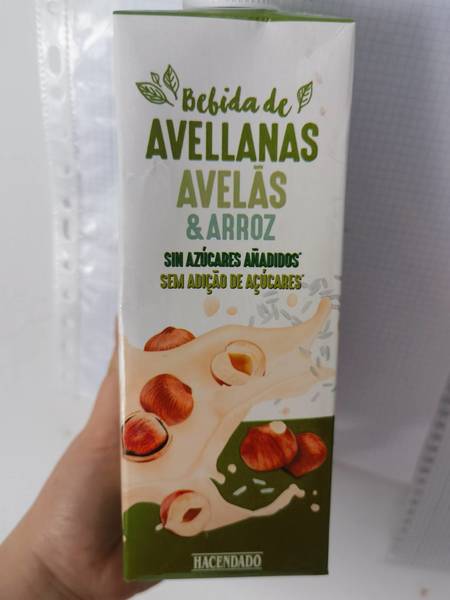 Bebida de
AVELLANAS
AVELÃS
& ARROZ
SIN AZÚCARES AÑADIDOS*
SEM ADIÇÃO DE AÇÚCARES*
HACENDADO